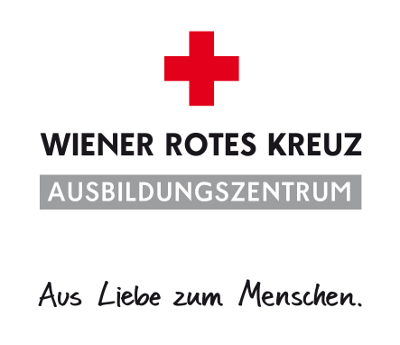 WIENER ROTES KREUZ
AUSBILDUNGSZENTRUM
Aus Liebe zum Menschen.